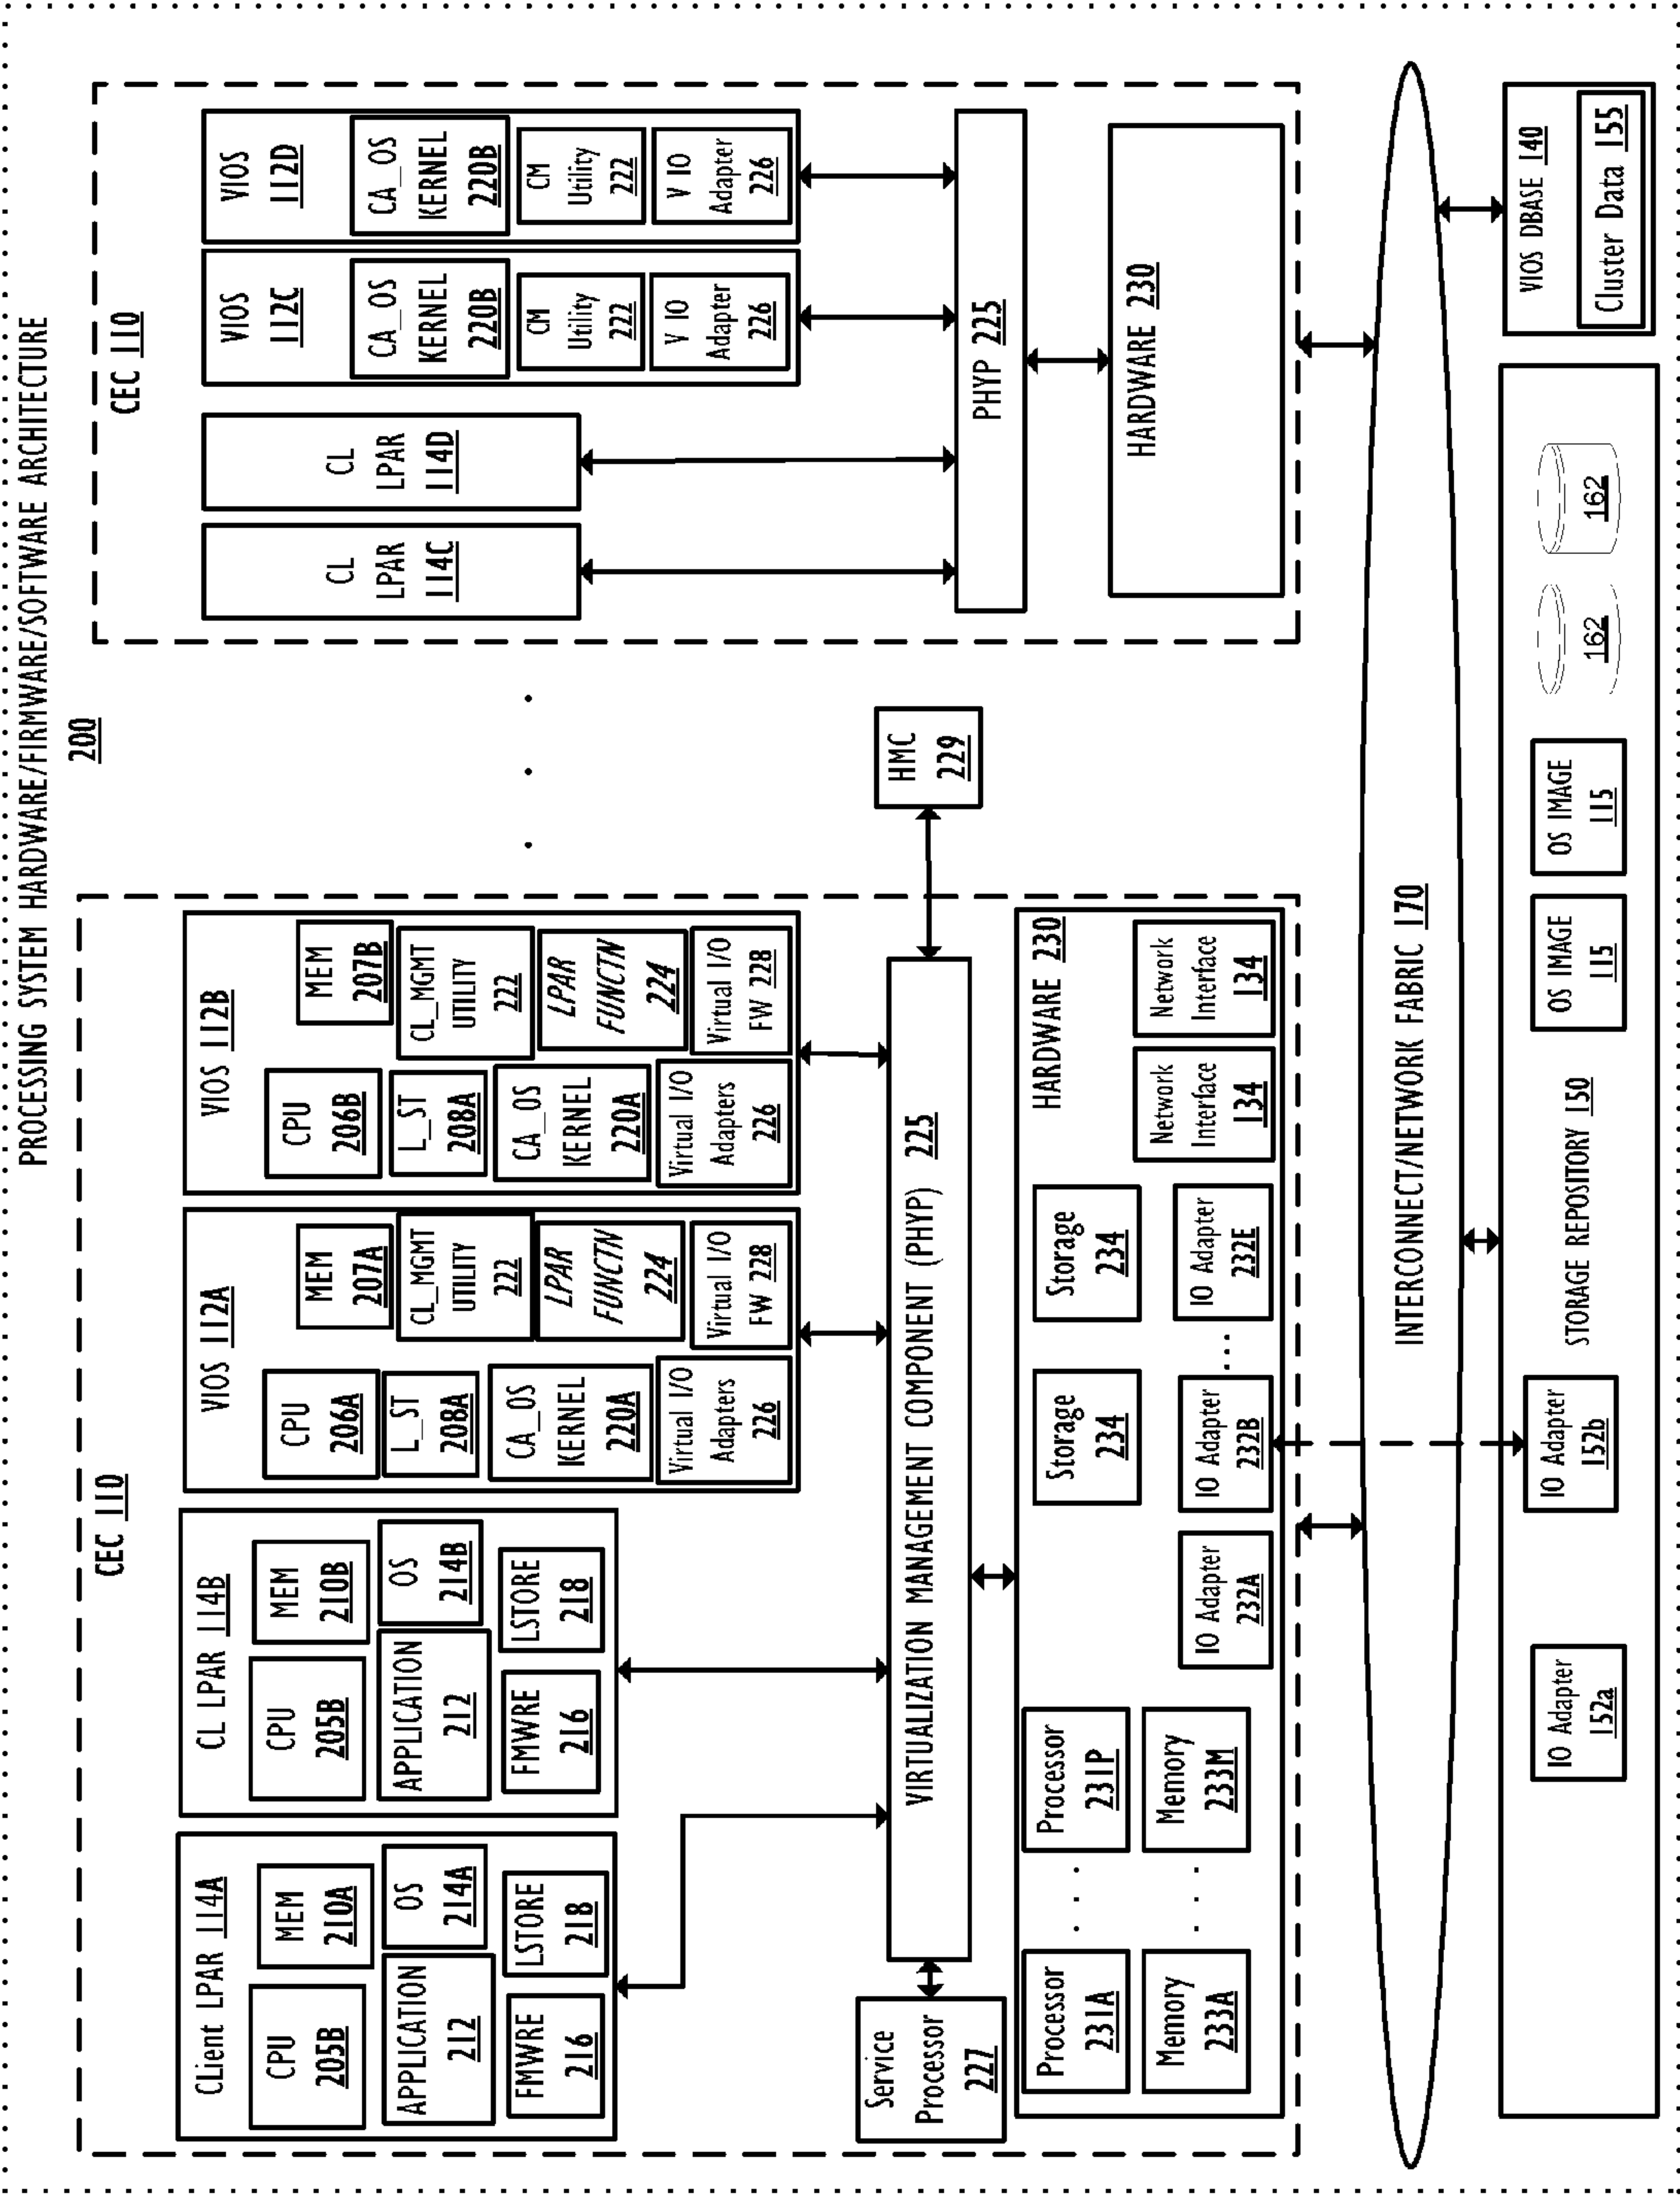 PROCESSING SYSTEM HARDWARE/FIRMWARE/SOFTWARE ARCHITECTURE
200
CEC 110
CLient LPAR 114A
CPU
205B
MEM
210A
APPLICATION
212
OS
214A
FMWRE
216
LSTORE
218
CL LPAR 114B
CPU
205B
MEM
210B
APPLICATION
212
OS
214B
FMWRE
216
LSTORE
218
VIOS 112A
CPU
206A
MEM
207A
L_ST
208A
CL_MGMT
UTILITY
222
CA_OS
KERNEL
220A
LPAR
FUNCTN
224
Virtual I/O
Adapters
226
Virtual I/O
FW 228
VIOS 112B
CPU
206B
MEM
207B
L_ST
208A
CL_MGMT
UTILITY
222
CA_OS
KERNEL
220A
LPAR
FUNCTN
224
Virtual I/O
Adapters
226
Virtual I/O
FW 228
. . .
Service
Processor
227
VIRTUALIZATION MANAGEMENT COMPONENT (PHYP) 225
HMC
229
HARDWARE 230
Processor
231A
. . .
Processor
231P
Memory
233A
. . .
Memory
233M
Storage
234
Storage
234
IO Adapter
232A
IO Adapter
232B
...
IO Adapter
232E
Network
Interface
134
Network
Interface
134
CEC 110
CL
LPAR
114C
CL
LPAR
114D
VIOS
112C
CA_OS
KERNEL
220B
CM
Utility
222
V IO
Adapter
226
VIOS
112D
CA_OS
KERNEL
220B
CM
Utility
222
V IO
Adapter
226
PHYP 225
HARDWARE 230
INTERCONNECT/NETWORK FABRIC 170
IO Adapter
152a
IO Adapter
152b
STORAGE REPOSITORY 150
OS IMAGE
115
OS IMAGE
115
162
162
VIOS DBASE 140
Cluster Data 155